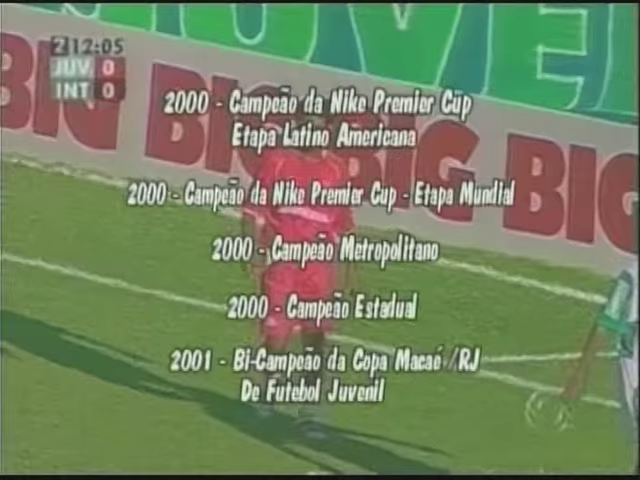 JUVE
2 12:05
JUV 0
INT 0
BIG BIG BIG BIG BIG
2000 - Campeão da Nike Premier Cup
Etapa Latino Americana
2000 - Campeão da Nike Premier Cup - Etapa Mundial
2000 - Campeão Metropolitano
2000 - Campeão Estadual
2001 - Bi-Campeão da Copa Macaé /RJ
De Futebol Juvenil